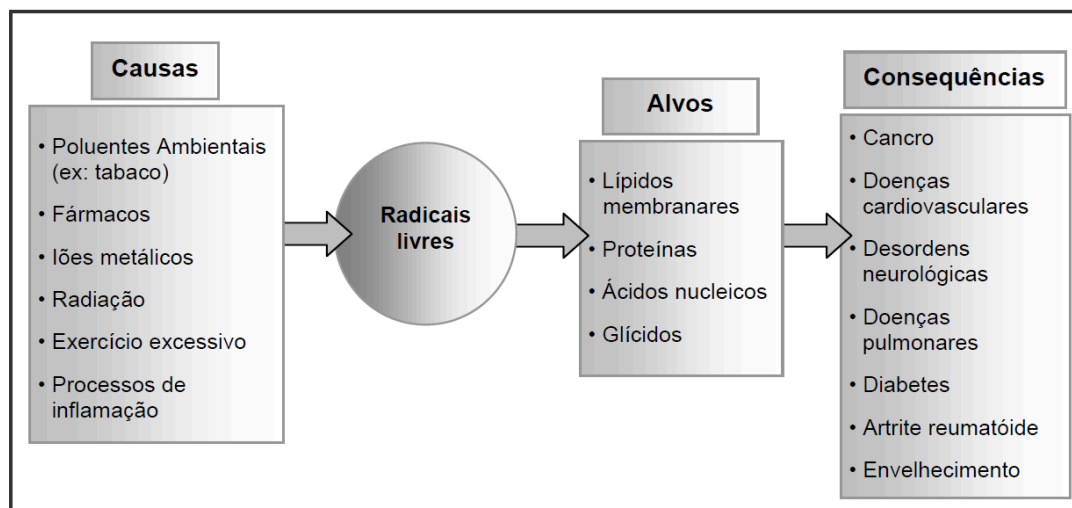 Causas
• Poluentes Ambientais
(ex: tabaco)
• Fármacos
• Iões metálicos
• Radiação
• Exercício excessivo
• Processos de
inflamação
Radicais
livres
Alvos
• Lípidos
membranares
• Proteínas
• Ácidos nucleicos
• Glícidos
Consequências
• Cancro
• Doenças
cardiovasculares
• Desordens
neurológicas
• Doenças
pulmonares
• Diabetes
• Artrite reumatóide
• Envelhecimento